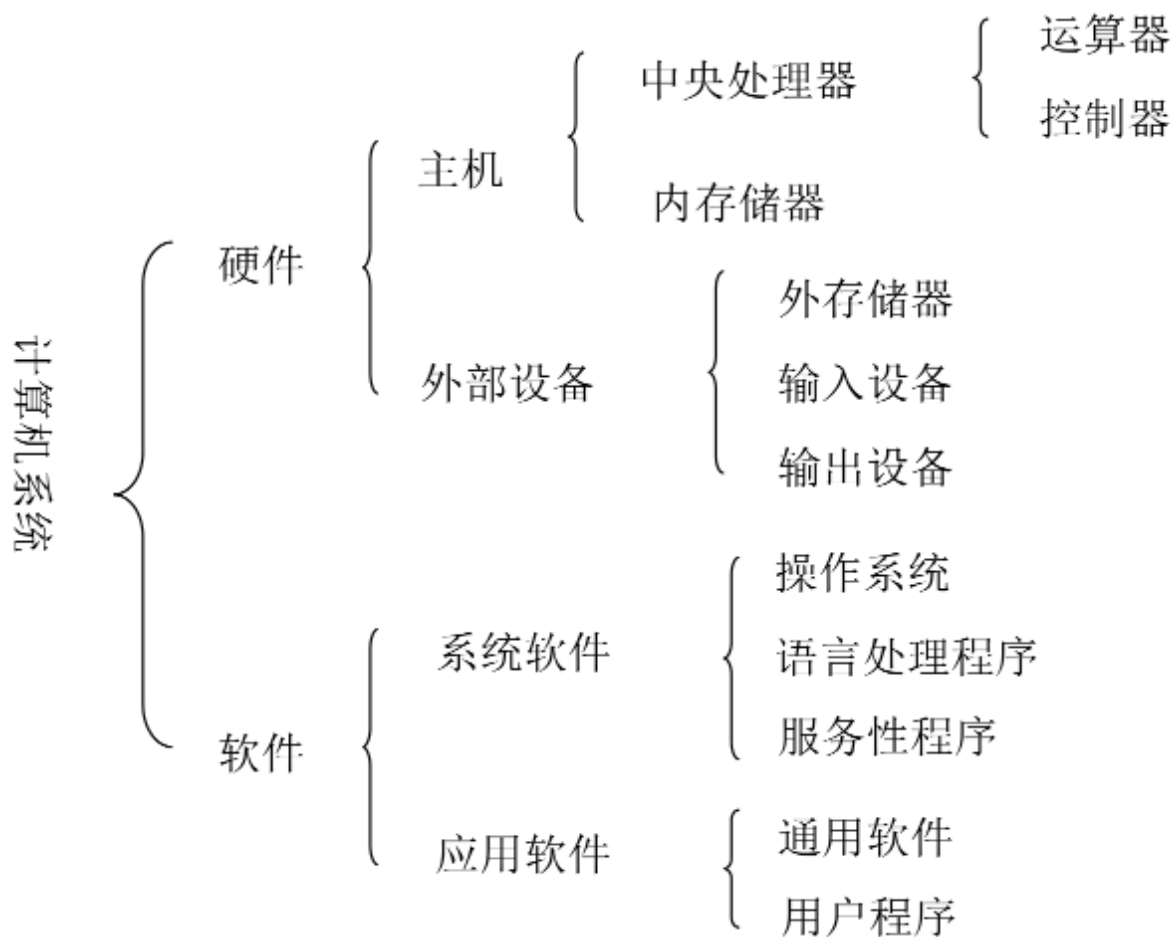 计算机系统
硬件
主机
中央处理器
运算器
控制器
内存储器
外部设备
外存储器
输入设备
输出设备
软件
系统软件
操作系统
语言处理程序
服务性程序
应用软件
通用软件
用户程序